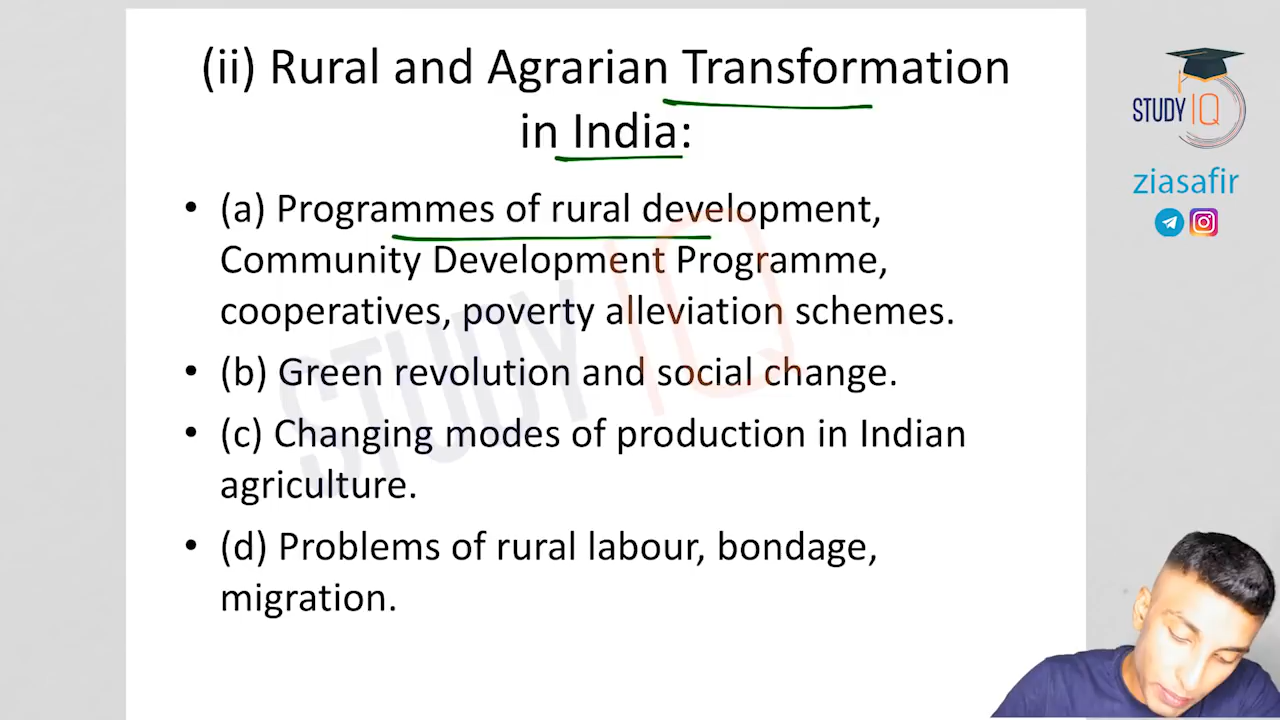 (ii) Rural and Agrarian Transformation
in India:
• (a) Programmes of rural development,
Community Development Programme,
cooperatives, poverty alleviation schemes.
• (b) Green revolution and social change.
• (c) Changing modes of production in Indian
agriculture.
• (d) Problems of rural labour, bondage,
migration.
STUDY IQ
ziasafir
STUDY IQ